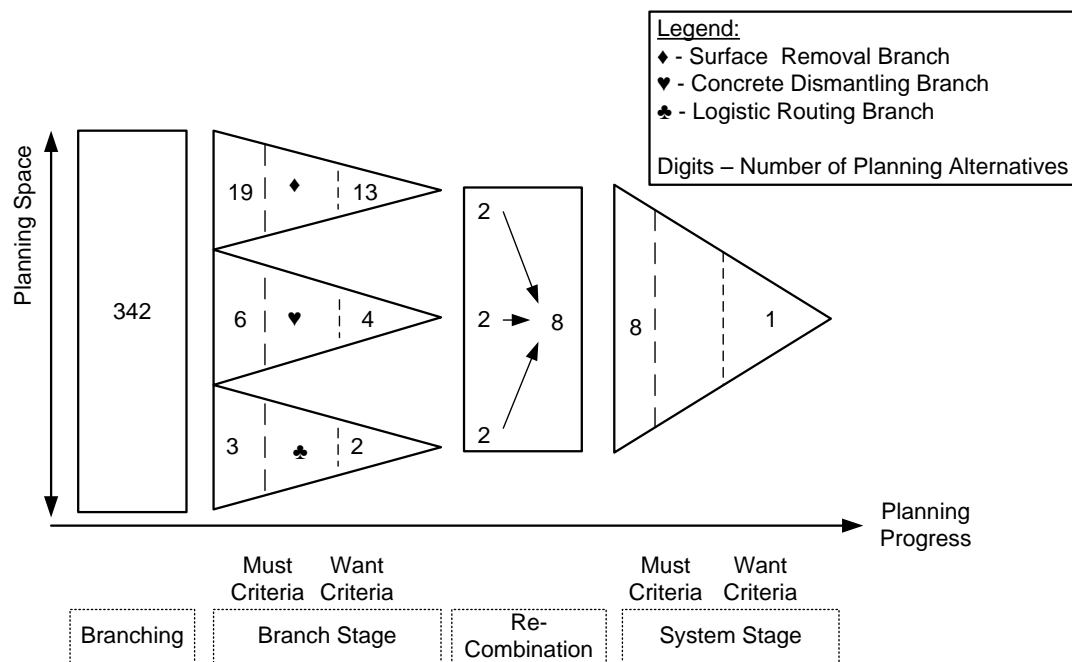 Legend:
♦ - Surface Removal Branch
♥ - Concrete Dismantling Branch
♣ - Logistic Routing Branch
Digits – Number of Planning Alternatives
Planning Space
342
19 ♦ 13
6 ♥ 4
3 ♣ 2
2
2 8
2
8 1
Planning
Progress
Must
Criteria
Want
Criteria
Must
Criteria
Want
Criteria
Branching
Branch Stage
Re-
Combination
System Stage